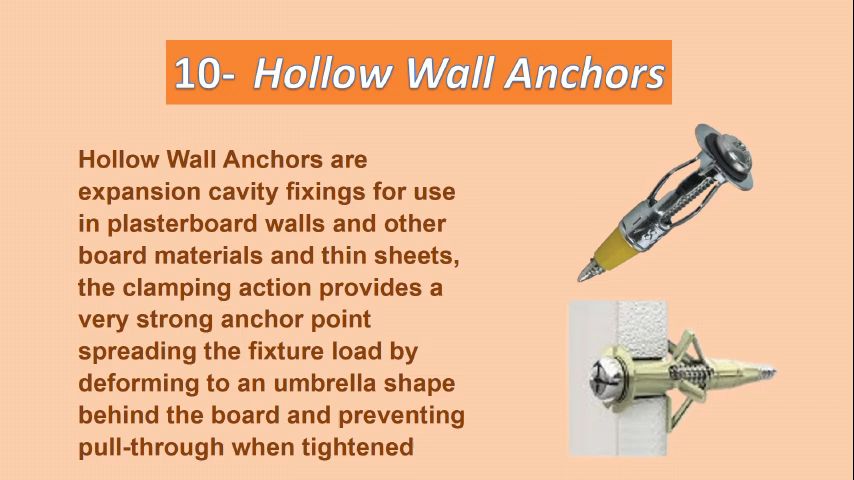 10- Hollow Wall Anchors
Hollow Wall Anchors are
expansion cavity fixings for use
in plasterboard walls and other
board materials and thin sheets,
the clamping action provides a
very strong anchor point
spreading the fixture load by
deforming to an umbrella shape
behind the board and preventing
pull-through when tightened